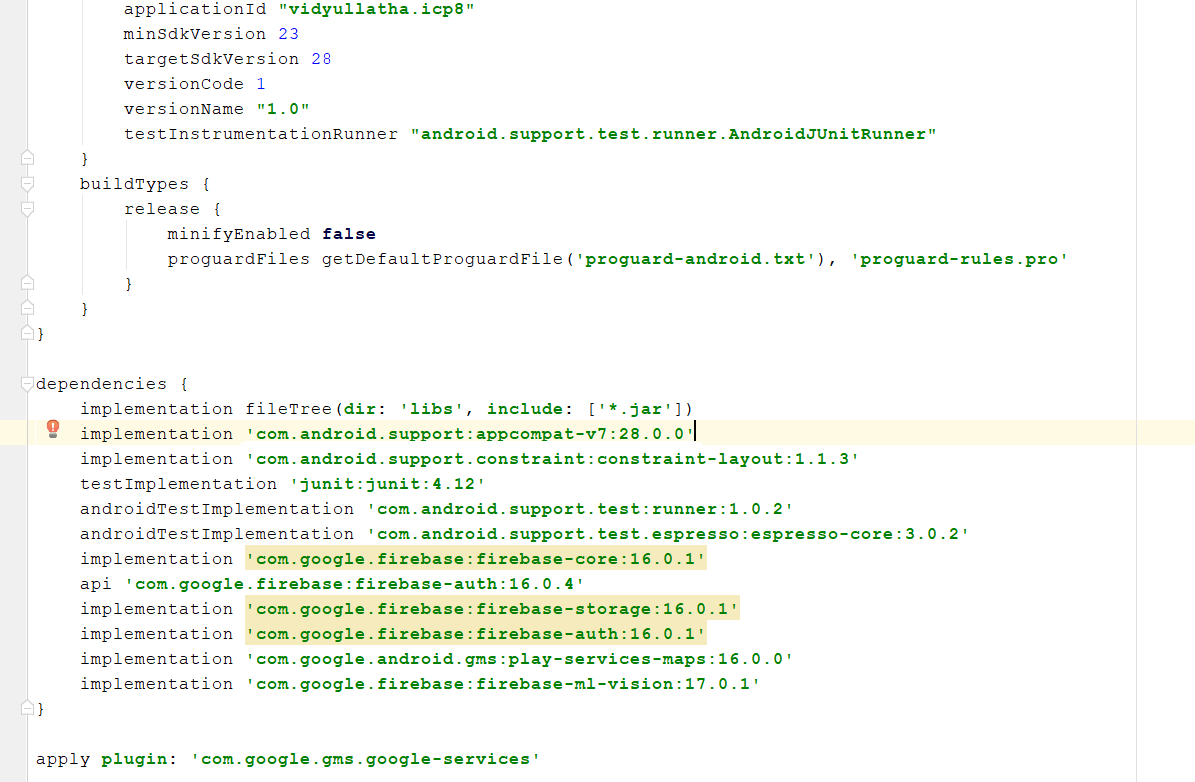 applicationId "vidyullatha.icp8"
minSdkVersion 23
targetSdkVersion 28
versionCode 1
versionName "1.0"
testInstrumentationRunner "android.support.test.runner.AndroidJUnitRunner"
}
buildTypes {
release {
minifyEnabled false
proguardFiles getDefaultProguardFile('proguard-android.txt'), 'proguard-rules.pro'
}
}
}
dependencies {
implementation fileTree(dir: 'libs', include: ['*.jar'])
implementation 'com.android.support:appcompat-v7:28.0.0'
implementation 'com.android.support.constraint:constraint-layout:1.1.3'
testImplementation 'junit:junit:4.12'
androidTestImplementation 'com.android.support.test:runner:1.0.2'
androidTestImplementation 'com.android.support.test.espresso:espresso-core:3.0.2'
implementation 'com.google.firebase:firebase-core:16.0.1'
api 'com.google.firebase:firebase-auth:16.0.4'
implementation 'com.google.firebase:firebase-storage:16.0.1'
implementation 'com.google.firebase:firebase-auth:16.0.1'
implementation 'com.google.android.gms:play-services-maps:16.0.0'
implementation 'com.google.firebase:firebase-ml-vision:17.0.1'
}
apply plugin: 'com.google.gms.google-services'